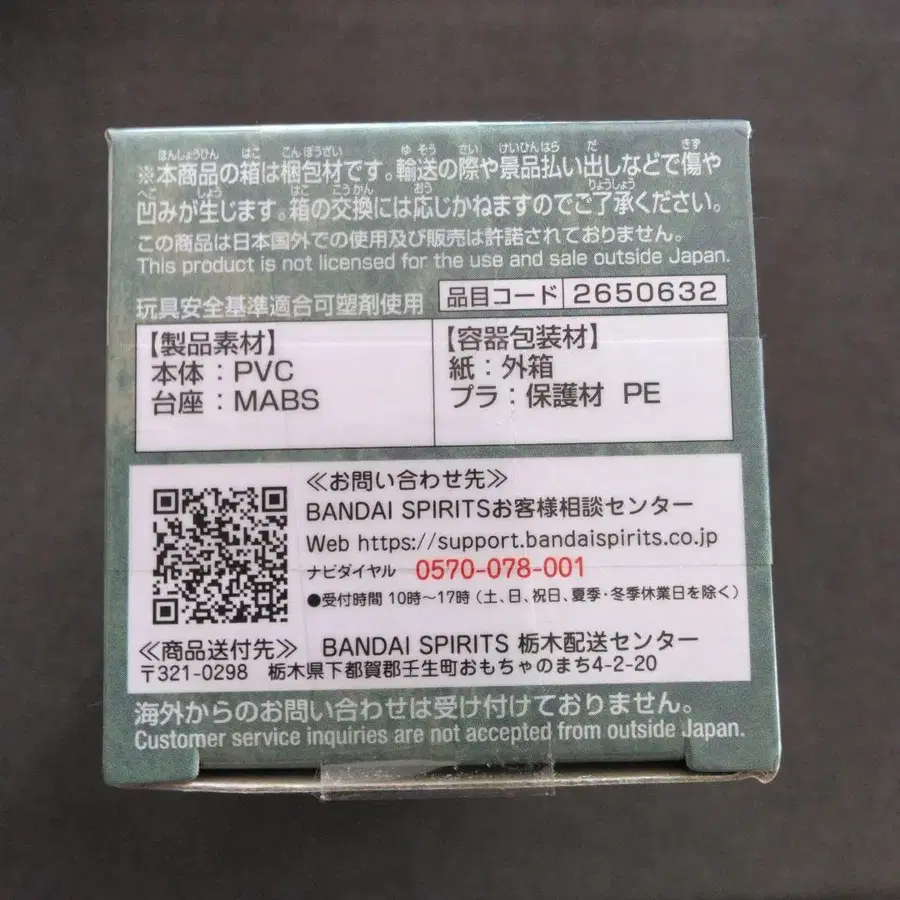 ※本商品の箱は梱包材です。輸送の際や景品払い出しなどで傷や
凹みが生じます。箱の交換には応じかねますのでご了承ください。
この商品は日本国外での使用及び販売は許諾されておりません。
This product is not licensed for the use and sale outside Japan.
玩具安全基準適合可塑剤使用 品目コード 2650632
【製品素材】
本体：PVC
台座：MABS
【容器包装材】
紙：外箱
プラ：保護材 PE
≪お問い合わせ先≫
BANDAI SPIRITSお客様相談センター
Web https://support.bandaispirits.co.jp
ナビダイヤル 0570-078-001
●受付時間 10時～17時（土、日、祝日、夏季・冬季休業日を除く）
≪商品送付先≫ BANDAI SPIRITS 栃木配送センター
〒321-0298 栃木県下都賀郡壬生町おもちゃのまち4-2-20
海外からのお問い合わせは受け付けておりません。
Customer service inquiries are not accepted from outside Japan.